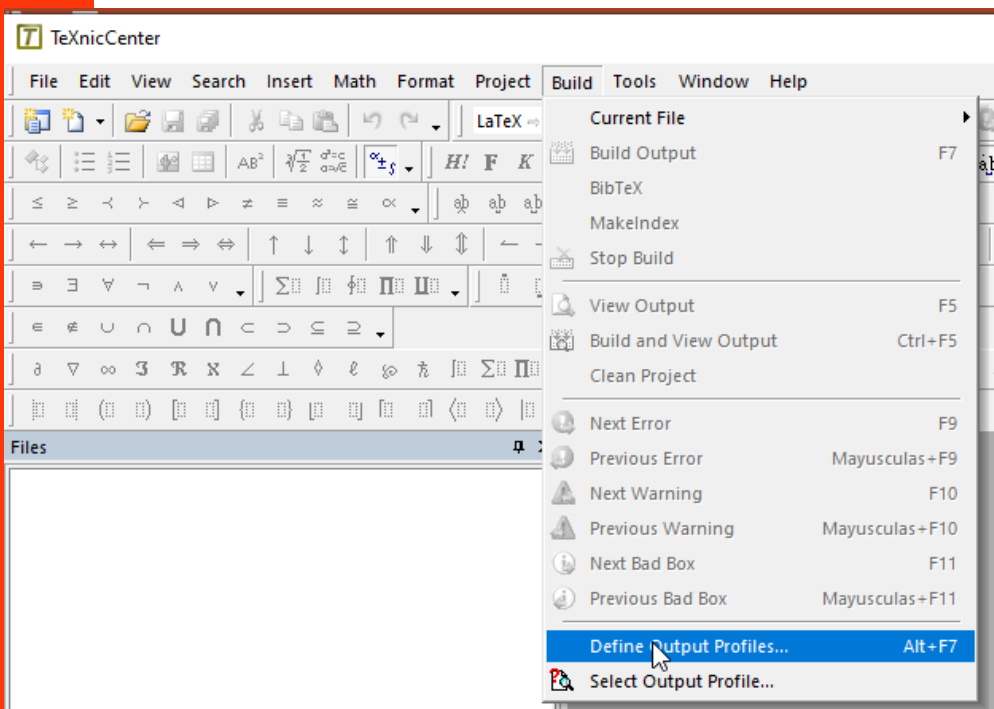 TeXnicCenter
File Edit View Search Insert Math Format Project Build Tools Window Help
LaTeX ⇨
AB²
H! F K
Files
Current File
Build Output F7
BibTeX
MakeIndex
Stop Build
View Output F5
Build and View Output Ctrl+F5
Clean Project
Next Error F9
Previous Error Mayusculas+F9
Next Warning F10
Previous Warning Mayusculas+F10
Next Bad Box F11
Previous Bad Box Mayusculas+F11
Define Output Profiles... Alt+F7
Select Output Profile...